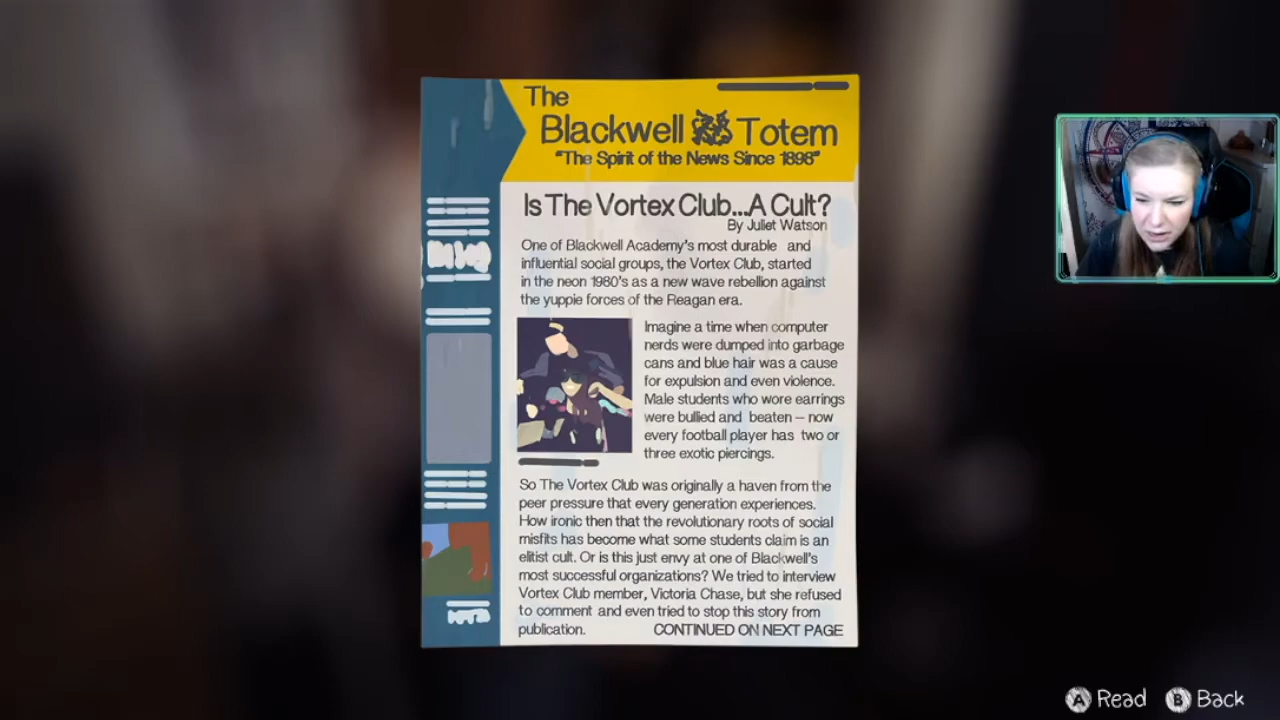 The
Blackwell Totem
"The Spirit of the News Since 1898"
Is The Vortex Club...A Cult?
By Juliet Watson
One of Blackwell Academy's most durable and
influential social groups, the Vortex Club, started
in the neon 1980's as a new wave rebellion against
the yuppie forces of the Reagan era.
Imagine a time when computer
nerds were dumped into garbage
cans and blue hair was a cause
for expulsion and even violence.
Male students who wore earrings
were bullied and beaten – now
every football player has two or
three exotic piercings.
So The Vortex Club was originally a haven from the
peer pressure that every generation experiences.
How ironic then that the revolutionary roots of social
misfits has become what some students claim is an
elitist cult. Or is this just envy at one of Blackwell's
most successful organizations? We tried to interview
Vortex Club member, Victoria Chase, but she refused
to comment and even tried to stop this story from
publication. CONTINUED ON NEXT PAGE
A Read B Back